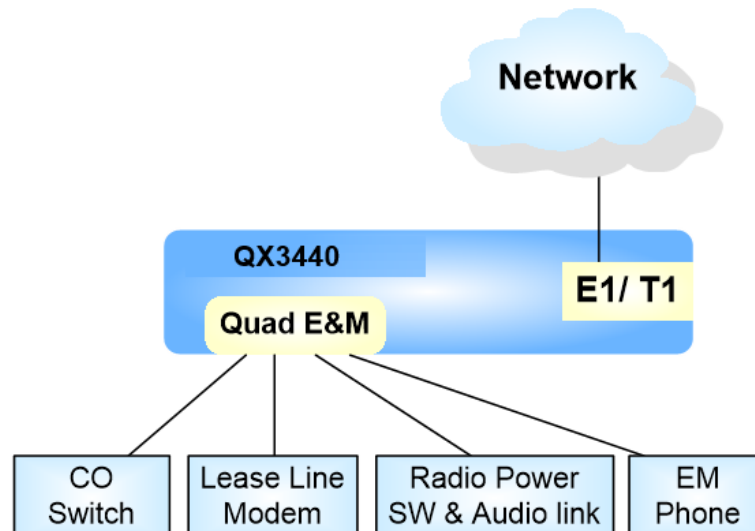 Network
QX3440
E1/ T1
Quad E&M
CO
Switch
Lease Line
Modem
Radio Power
SW & Audio link
EM
Phone